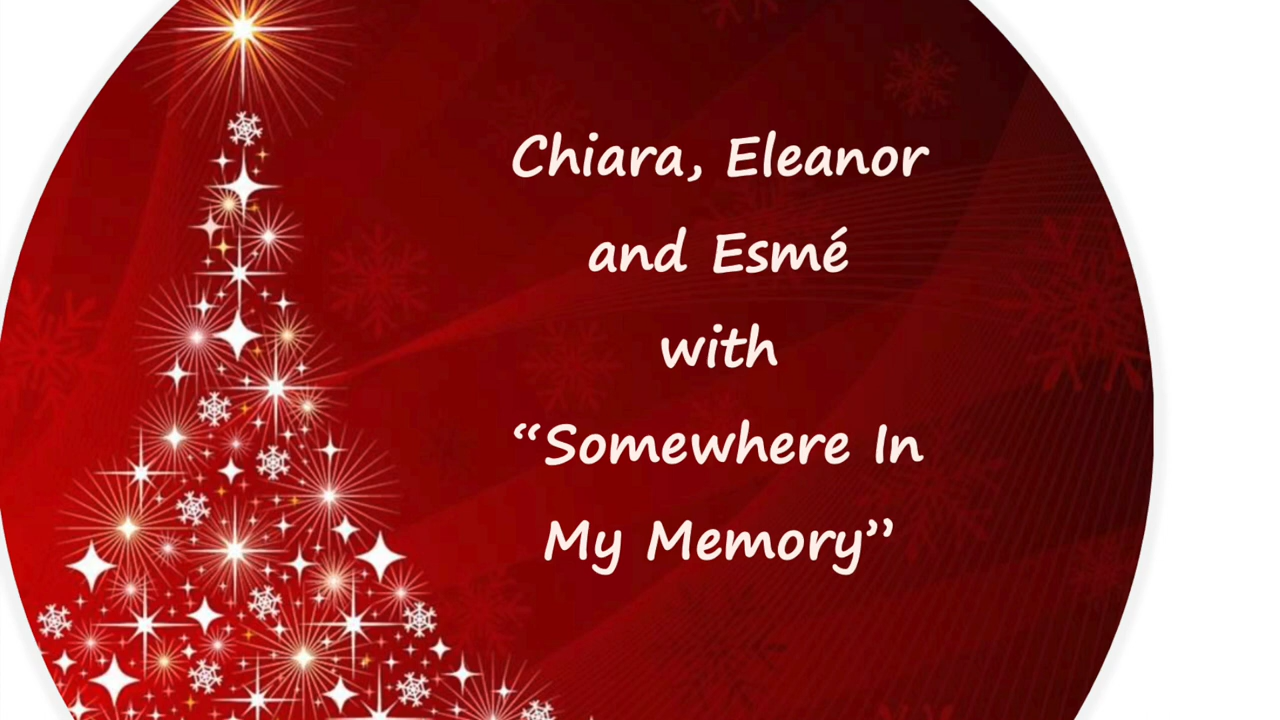 Chiara, Eleanor
and Esmé
with
“Somewhere In
My Memory”